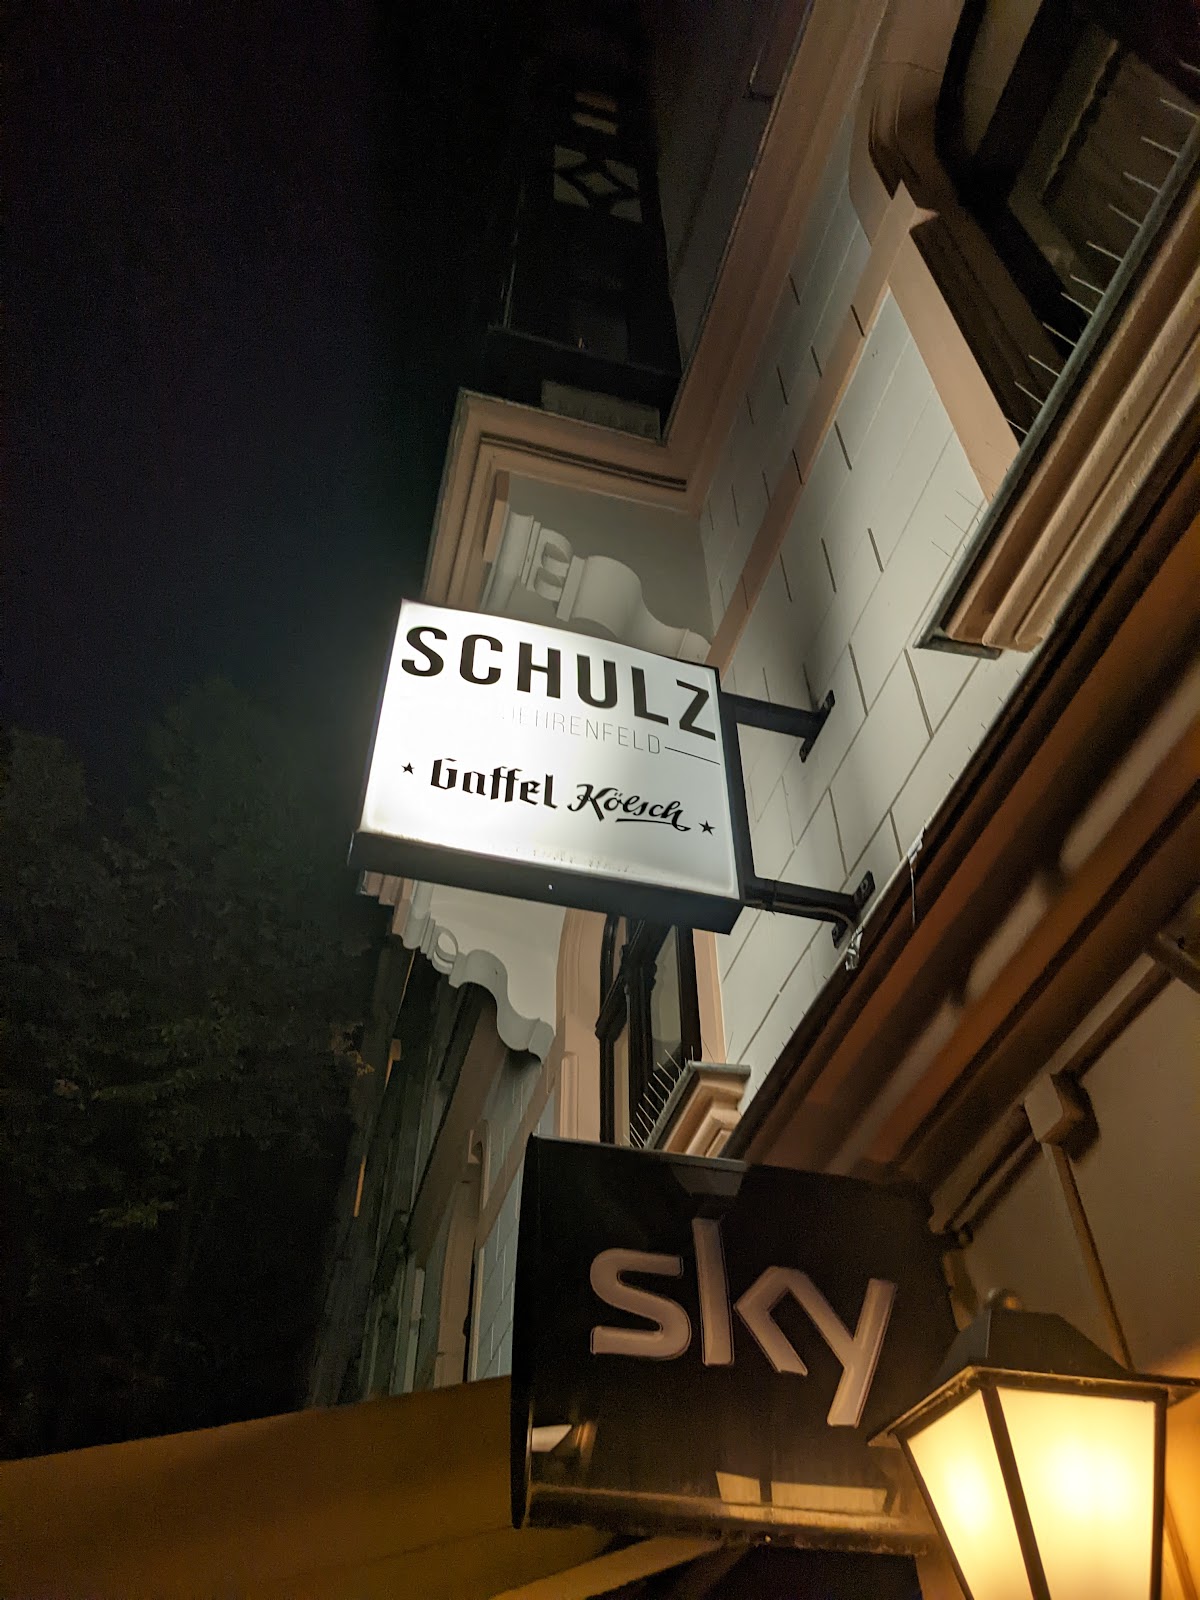 SCHULZ
EHRENFELD
★ Gaffel Kölsch ★
sky